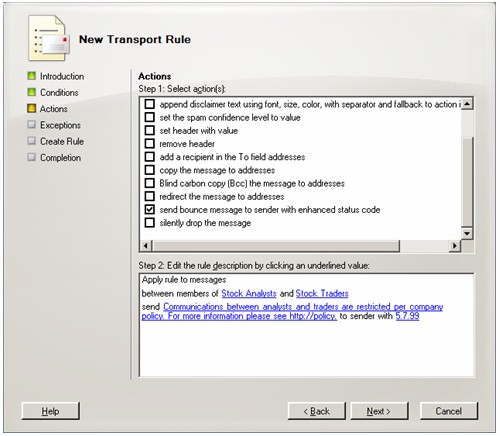 New Transport Rule
Introduction
Conditions
Actions
Exceptions
Create Rule
Completion
Actions
Step 1: Select action(s):
append disclaimer text using font, size, color, with separator and fallback to action i
set the spam confidence level to value
set header with value
remove header
add a recipient in the To field addresses
copy the message to addresses
Blind carbon copy (Bcc) the message to addresses
redirect the message to addresses
send bounce message to sender with enhanced status code
silently drop the message
Step 2: Edit the rule description by clicking an underlined value:
Apply rule to messages
between members of Stock Analysts and Stock Traders
send Communications between analysts and traders are restricted per company
policy. For more information please see http://policy. to sender with 5.7.99
Help
< Back
Next >
Cancel